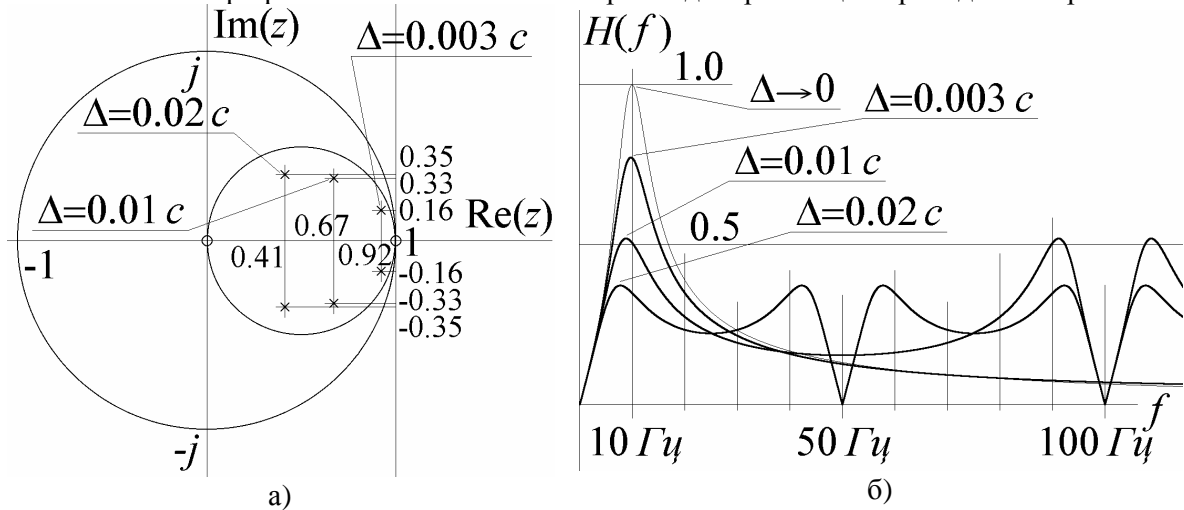 Im(z)
Δ=0.003 c
j
Δ=0.02 c
0.35
0.33
Δ=0.01 c
0.16
Re(z)
0.67
-1
0.41
0.92
1
-0.16
-0.33
-0.35
-j
а)
H(f)
1.0
Δ→0
Δ=0.003 c
Δ=0.01 c
0.5
Δ=0.02 c
f
10 Гц
50 Гц
100 Гц
б)